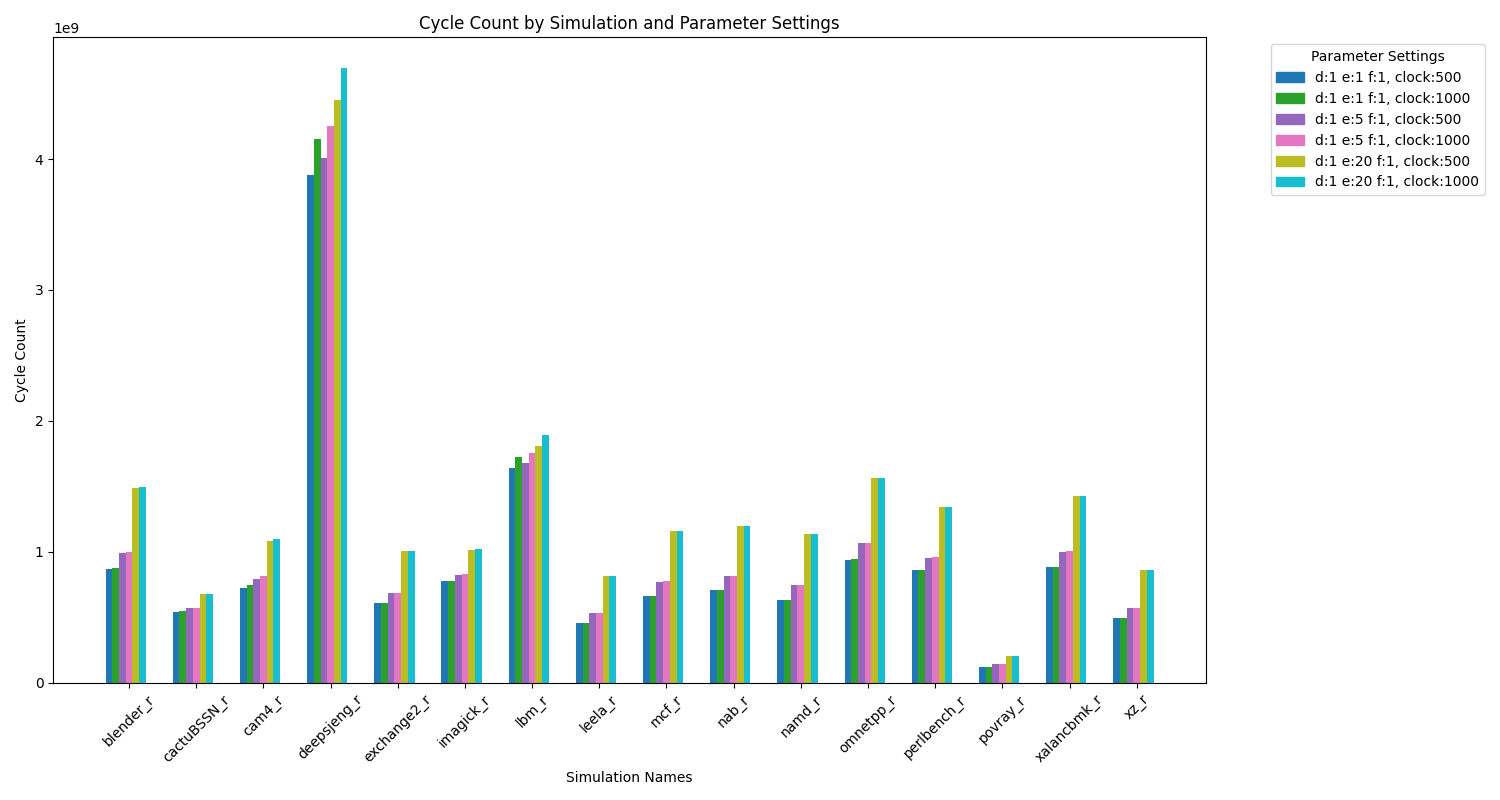 Cycle Count by Simulation and Parameter Settings
1e9
Parameter Settings
d:1 e:1 f:1, clock:500
d:1 e:1 f:1, clock:1000
d:1 e:5 f:1, clock:500
d:1 e:5 f:1, clock:1000
d:1 e:20 f:1, clock:500
d:1 e:20 f:1, clock:1000
4
3
2
1
0
Cycle Count
blender_r
cactuBSSN_r
cam4_r
deepsjeng_r
exchange2_r
imagick_r
lbm_r
leela_r
mcf_r
nab_r
namd_r
omnetpp_r
perlbench_r
povray_r
xalancbmk_r
xz_r
Simulation Names